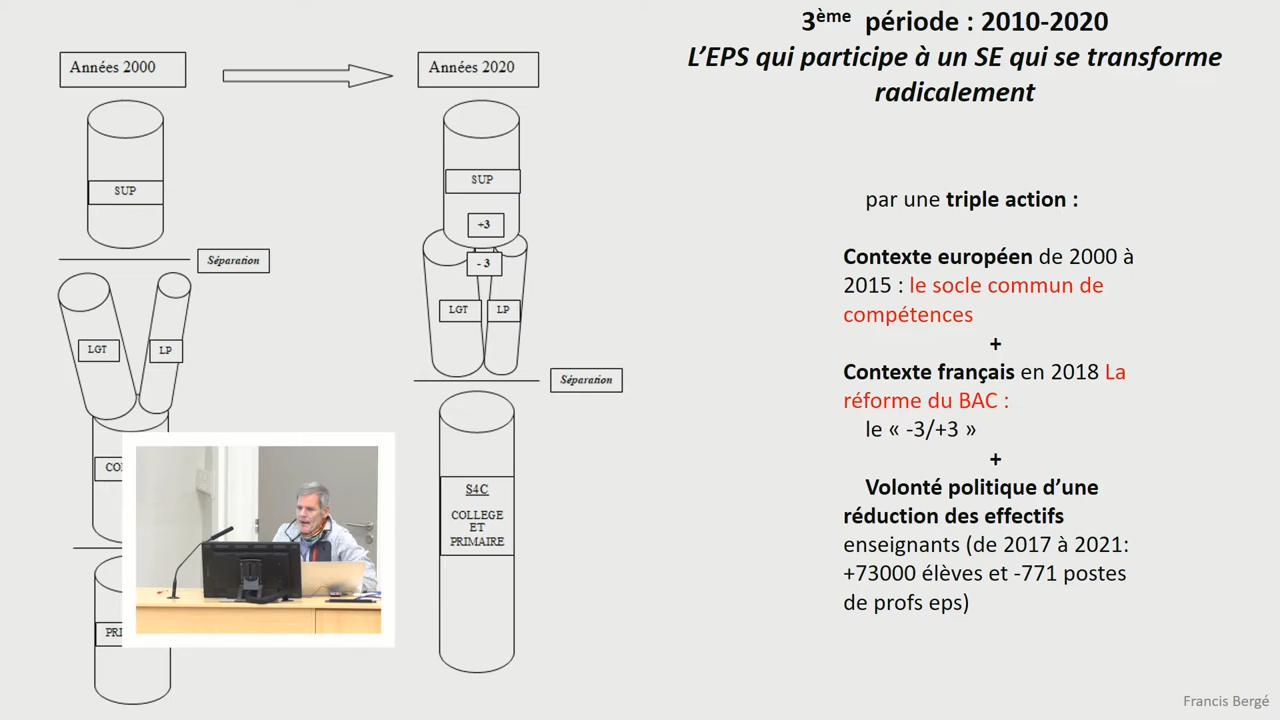 3ème période : 2010-2020
L’EPS qui participe à un SE qui se transforme
radicalement
Années 2000
Années 2020
SUP
Séparation
LGT
LP
SUP
+3
- 3
LGT
LP
Séparation
S4C
COLLEGE
ET
PRIMAIRE
par une triple action :
Contexte européen de 2000 à
2015 : le socle commun de
compétences
+
Contexte français en 2018 La
réforme du BAC :
le « -3/+3 »
+
Volonté politique d’une
réduction des effectifs
enseignants (de 2017 à 2021:
+73000 élèves et -771 postes
de profs eps)
Francis Bergé